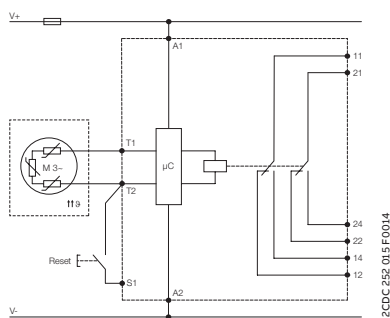 V+
A1
11
21
T1
M 3~
µC
T2
↑↑ϑ
24
22
14
12
Reset
S1
A2
V-
2CDC 252 015 F0014